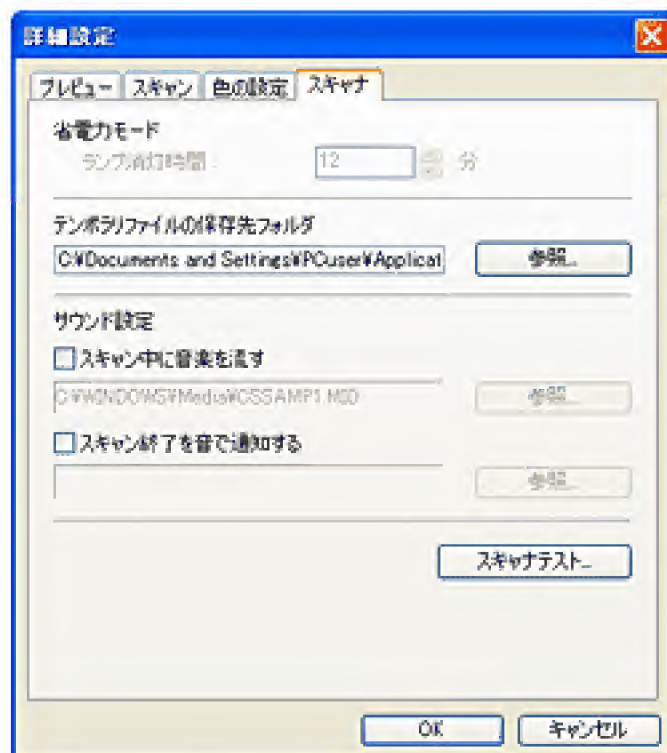 詳細設定
プレビュー スキャン 色の設定 スキャナ
省電力モード
ランプ消灯時間 12 分
テンポラリファイルの保存先フォルダ
C:¥Documents and Settings¥PCuser¥Applicat 参照...
サウンド設定
スキャン中に音楽を流す
C:¥WINDOWS¥Media¥CSSAMP1.MID 参照...
スキャン終了を音で通知する
参照...
スキャナテスト...
OK キャンセル